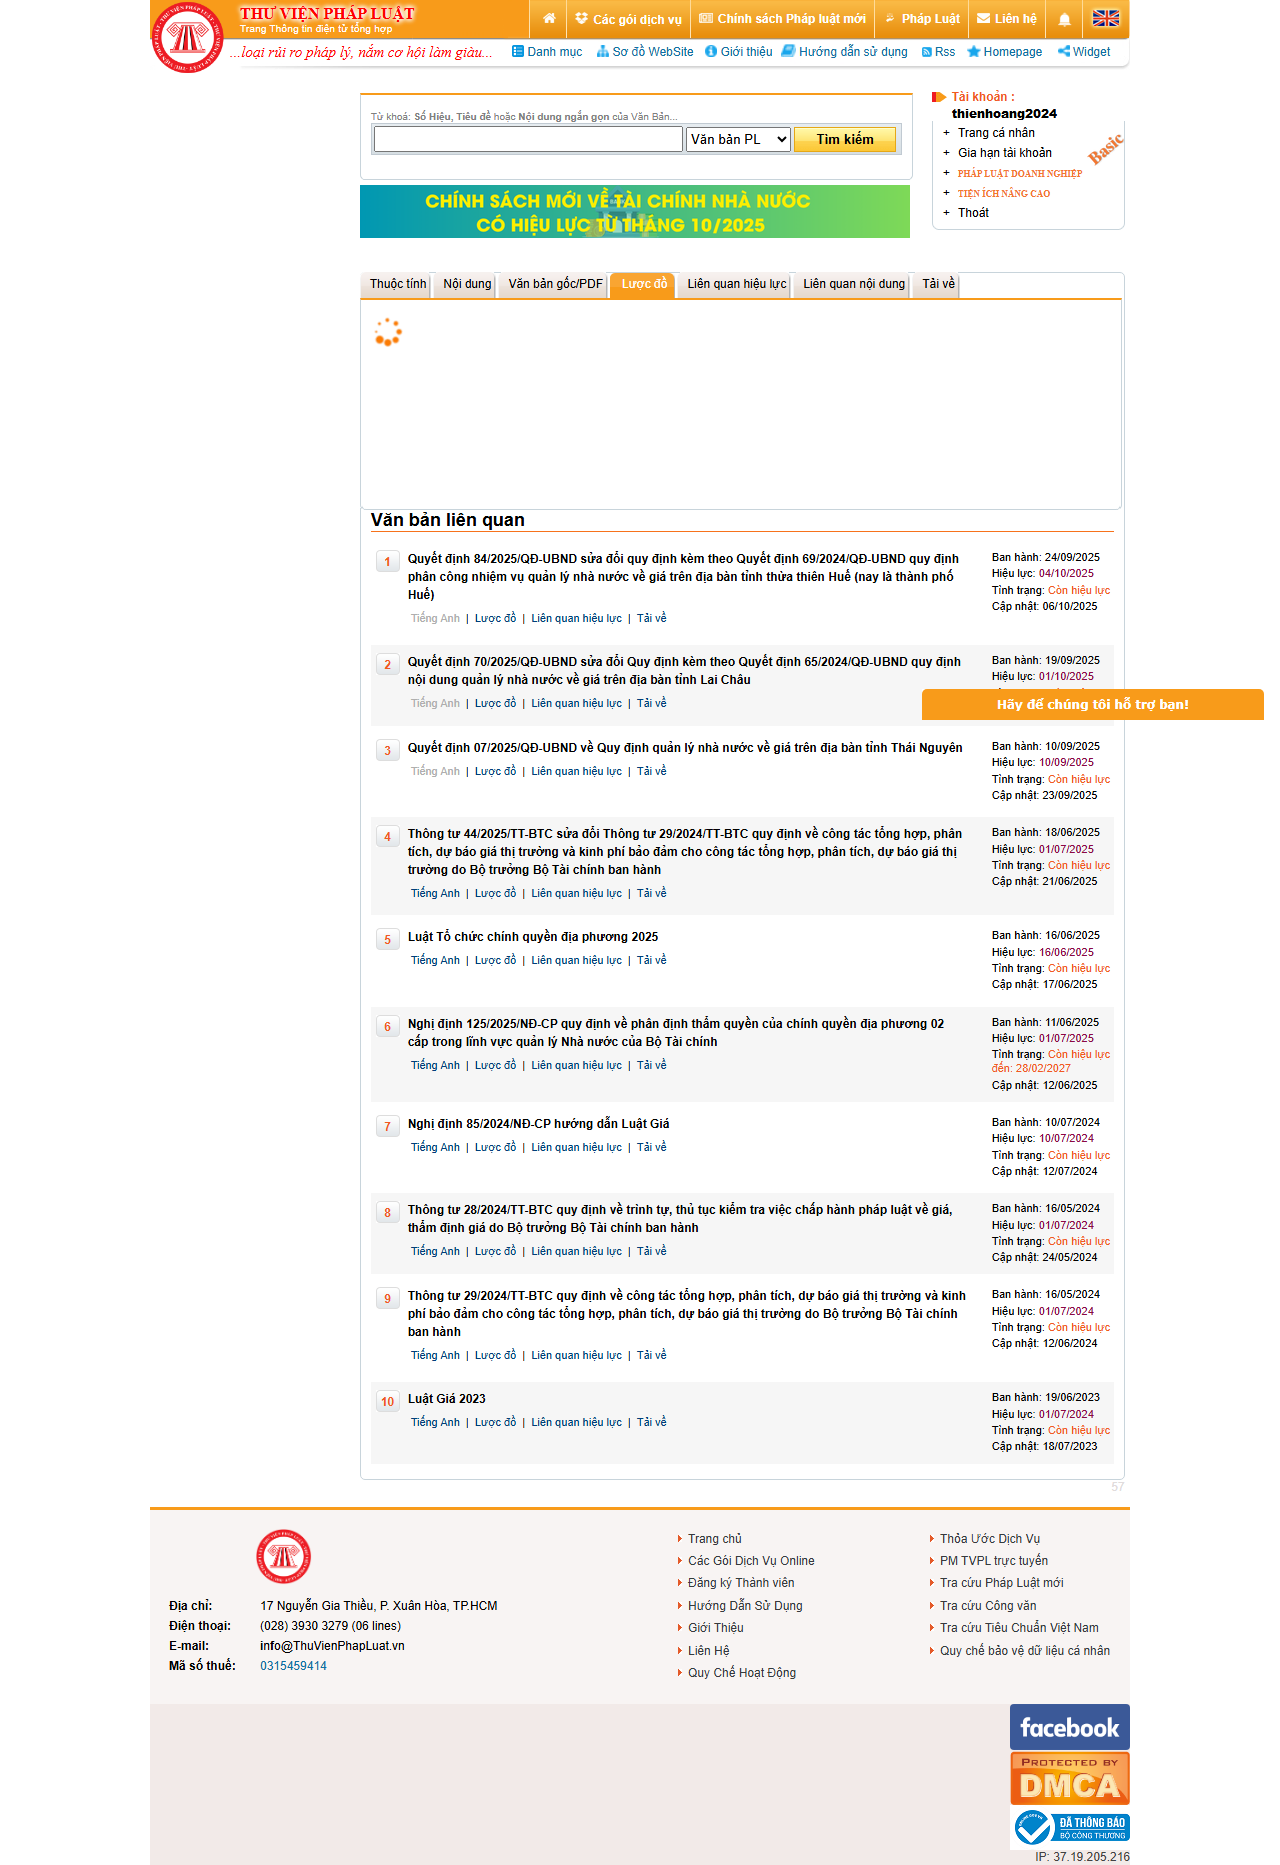 THƯ VIỆN PHÁP LUẬT
Trang Thông tin điện tử tổng hợp
Các gói dịch vụ
Chính sách Pháp luật mới
Pháp Luật
Liên hệ
...loại rủi ro pháp lý, nắm cơ hội làm giàu...
Danh mục
Sơ đồ WebSite
Giới thiệu
Hướng dẫn sử dụng
Rss
Homepage
Widget
Từ khoá: Số Hiệu, Tiêu đề hoặc Nội dung ngắn gọn của Văn Bản...
Văn bản PL
Tìm kiếm
Tài khoản :
thienhoang2024
+ Trang cá nhân
+ Gia hạn tài khoản
+ PHÁP LUẬT DOANH NGHIỆP
+ TIỆN ÍCH NÂNG CAO
+ Thoát
Basic
CHÍNH SÁCH MỚI VỀ TÀI CHÍNH NHÀ NƯỚC
CÓ HIỆU LỰC TỪ THÁNG 10/2025
Thuộc tính
Nội dung
Văn bản gốc/PDF
Lược đồ
Liên quan hiệu lực
Liên quan nội dung
Tải về
Văn bản liên quan
1
Quyết định 84/2025/QĐ-UBND sửa đổi quy định kèm theo Quyết định 69/2024/QĐ-UBND quy định
phân công nhiệm vụ quản lý nhà nước về giá trên địa bàn tỉnh thừa thiên Huế (nay là thành phố
Huế)
Tiếng Anh | Lược đồ | Liên quan hiệu lực | Tải về
Ban hành: 24/09/2025
Hiệu lực: 04/10/2025
Tình trạng: Còn hiệu lực
Cập nhật: 06/10/2025
2
Quyết định 70/2025/QĐ-UBND sửa đổi Quy định kèm theo Quyết định 65/2024/QĐ-UBND quy định
nội dung quản lý nhà nước về giá trên địa bàn tỉnh Lai Châu
Tiếng Anh | Lược đồ | Liên quan hiệu lực | Tải về
Ban hành: 19/09/2025
Hiệu lực: 01/10/2025
Hãy để chúng tôi hỗ trợ bạn!
3
Quyết định 07/2025/QĐ-UBND về Quy định quản lý nhà nước về giá trên địa bàn tỉnh Thái Nguyên
Tiếng Anh | Lược đồ | Liên quan hiệu lực | Tải về
Ban hành: 10/09/2025
Hiệu lực: 10/09/2025
Tình trạng: Còn hiệu lực
Cập nhật: 23/09/2025
4
Thông tư 44/2025/TT-BTC sửa đổi Thông tư 29/2024/TT-BTC quy định về công tác tổng hợp, phân
tích, dự báo giá thị trường và kinh phí bảo đảm cho công tác tổng hợp, phân tích, dự báo giá thị
trường do Bộ trưởng Bộ Tài chính ban hành
Tiếng Anh | Lược đồ | Liên quan hiệu lực | Tải về
Ban hành: 18/06/2025
Hiệu lực: 01/07/2025
Tình trạng: Còn hiệu lực
Cập nhật: 21/06/2025
5
Luật Tổ chức chính quyền địa phương 2025
Tiếng Anh | Lược đồ | Liên quan hiệu lực | Tải về
Ban hành: 16/06/2025
Hiệu lực: 16/06/2025
Tình trạng: Còn hiệu lực
Cập nhật: 17/06/2025
6
Nghị định 125/2025/NĐ-CP quy định về phân định thẩm quyền của chính quyền địa phương 02
cấp trong lĩnh vực quản lý Nhà nước của Bộ Tài chính
Tiếng Anh | Lược đồ | Liên quan hiệu lực | Tải về
Ban hành: 11/06/2025
Hiệu lực: 01/07/2025
Tình trạng: Còn hiệu lực
đến: 28/02/2027
Cập nhật: 12/06/2025
7
Nghị định 85/2024/NĐ-CP hướng dẫn Luật Giá
Tiếng Anh | Lược đồ | Liên quan hiệu lực | Tải về
Ban hành: 10/07/2024
Hiệu lực: 10/07/2024
Tình trạng: Còn hiệu lực
Cập nhật: 12/07/2024
8
Thông tư 28/2024/TT-BTC quy định về trình tự, thủ tục kiểm tra việc chấp hành pháp luật về giá,
thẩm định giá do Bộ trưởng Bộ Tài chính ban hành
Tiếng Anh | Lược đồ | Liên quan hiệu lực | Tải về
Ban hành: 16/05/2024
Hiệu lực: 01/07/2024
Tình trạng: Còn hiệu lực
Cập nhật: 24/05/2024
9
Thông tư 29/2024/TT-BTC quy định về công tác tổng hợp, phân tích, dự báo giá thị trường và kinh
phí bảo đảm cho công tác tổng hợp, phân tích, dự báo giá thị trường do Bộ trưởng Bộ Tài chính
ban hành
Tiếng Anh | Lược đồ | Liên quan hiệu lực | Tải về
Ban hành: 16/05/2024
Hiệu lực: 01/07/2024
Tình trạng: Còn hiệu lực
Cập nhật: 12/06/2024
10
Luật Giá 2023
Tiếng Anh | Lược đồ | Liên quan hiệu lực | Tải về
Ban hành: 19/06/2023
Hiệu lực: 01/07/2024
Tình trạng: Còn hiệu lực
Cập nhật: 18/07/2023
57
Địa chỉ: 17 Nguyễn Gia Thiều, P. Xuân Hòa, TP.HCM
Điện thoại: (028) 3930 3279 (06 lines)
E-mail: info@ThuVienPhapLuat.vn
Mã số thuế: 0315459414
Trang chủ
Các Gói Dịch Vụ Online
Đăng ký Thành viên
Hướng Dẫn Sử Dụng
Giới Thiệu
Liên Hệ
Quy Chế Hoạt Động
Thỏa Ước Dịch Vụ
PM TVPL trực tuyến
Tra cứu Pháp Luật mới
Tra cứu Công văn
Tra cứu Tiêu Chuẩn Việt Nam
Quy chế bảo vệ dữ liệu cá nhân
facebook
PROTECTED BY
DMCA
ĐÃ THÔNG BÁO
BỘ CÔNG THƯƠNG
IP: 37.19.205.216